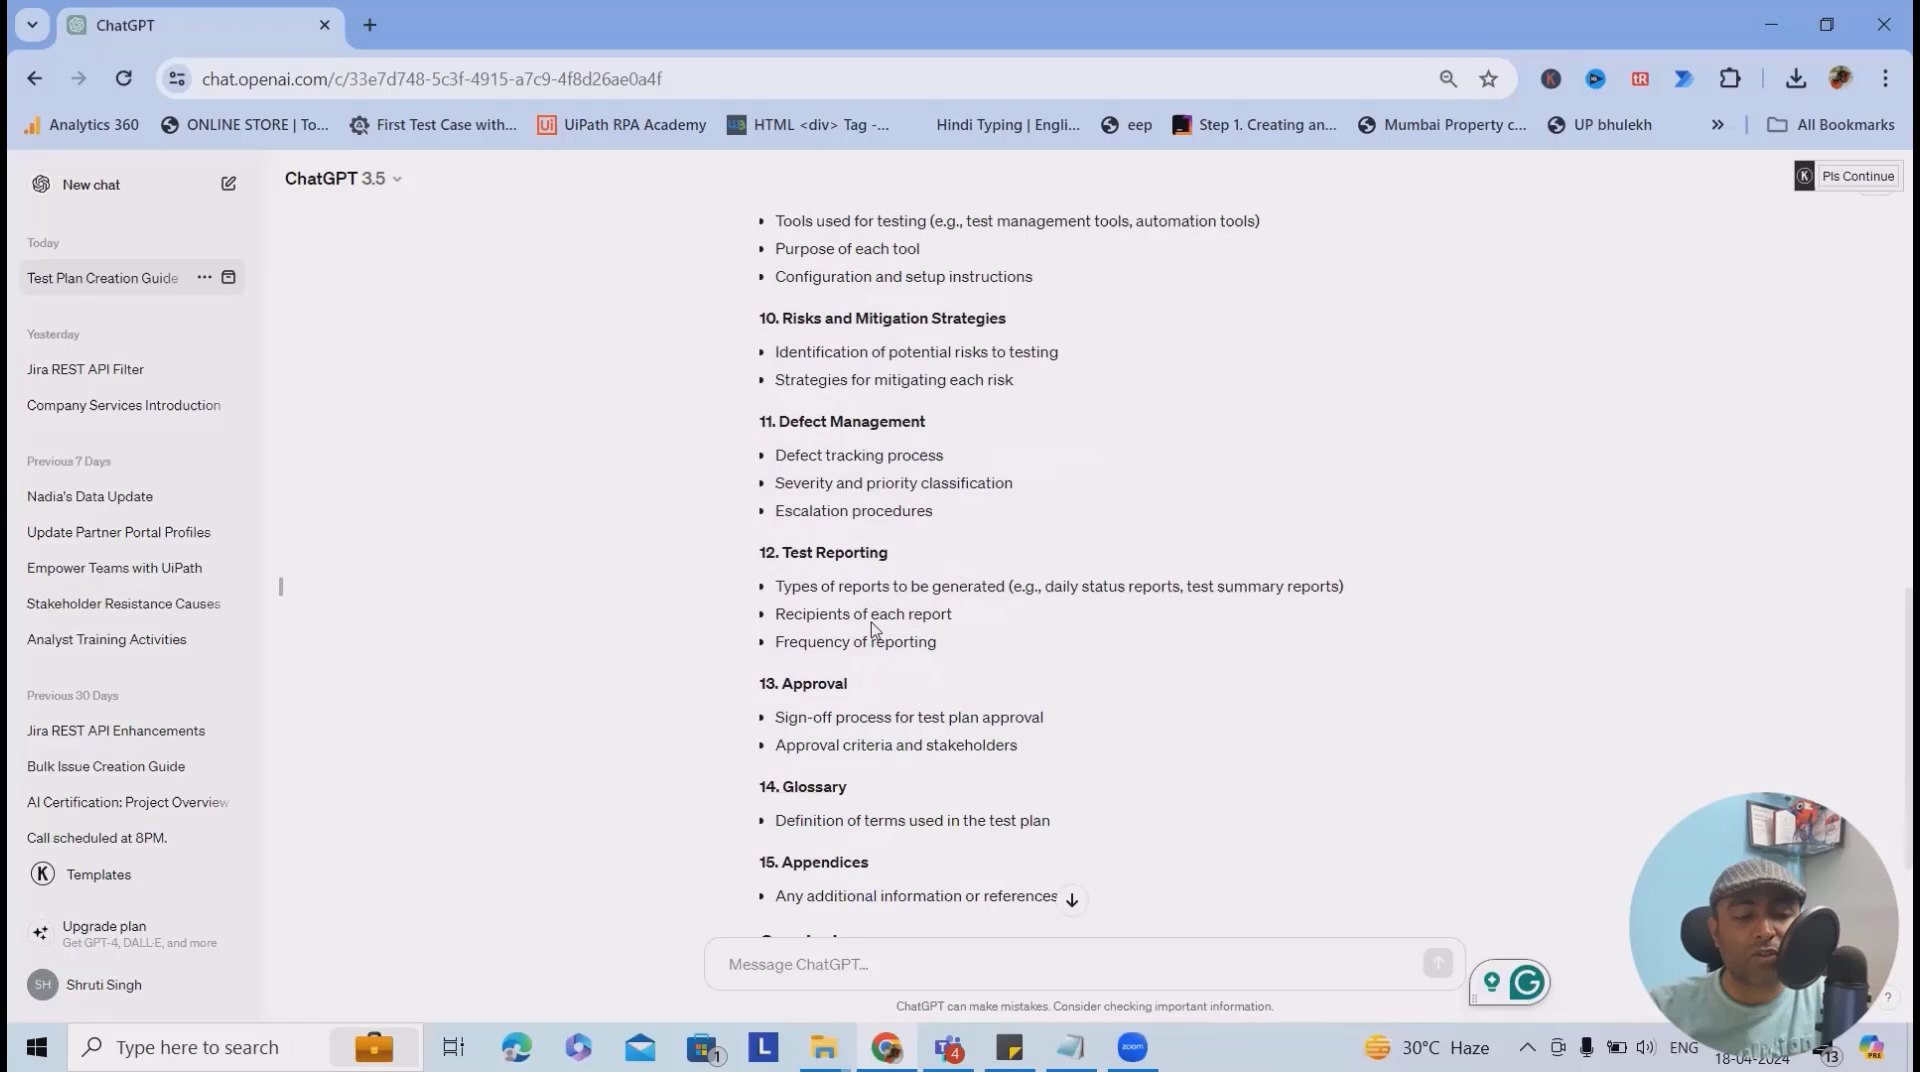 ChatGPT
chat.openai.com/c/33e7d748-5c3f-4915-a7c9-4f8d26ae0a4f
Analytics 360
ONLINE STORE | To...
First Test Case with...
UiPath RPA Academy
HTML <div> Tag -...
Hindi Typing | Engli...
eep
Step 1. Creating an...
Mumbai Property c...
UP bhulekh
All Bookmarks
New chat
ChatGPT 3.5
Pls Continue
Today
Test Plan Creation Guide
Yesterday
Jira REST API Filter
Company Services Introduction
Previous 7 Days
Nadia's Data Update
Update Partner Portal Profiles
Empower Teams with UiPath
Stakeholder Resistance Causes
Analyst Training Activities
Previous 30 Days
Jira REST API Enhancements
Bulk Issue Creation Guide
AI Certification: Project Overview
Call scheduled at 8PM.
Templates
Upgrade plan
Get GPT-4, DALL·E, and more
SH Shruti Singh
Tools used for testing (e.g., test management tools, automation tools)
Purpose of each tool
Configuration and setup instructions
10. Risks and Mitigation Strategies
Identification of potential risks to testing
Strategies for mitigating each risk
11. Defect Management
Defect tracking process
Severity and priority classification
Escalation procedures
12. Test Reporting
Types of reports to be generated (e.g., daily status reports, test summary reports)
Recipients of each report
Frequency of reporting
13. Approval
Sign-off process for test plan approval
Approval criteria and stakeholders
14. Glossary
Definition of terms used in the test plan
15. Appendices
Any additional information or references
Message ChatGPT...
ChatGPT can make mistakes. Consider checking important information.
?
Type here to search
1
L
4
zoom
30°C Haze
ENG
18-04-2024
13
PRE